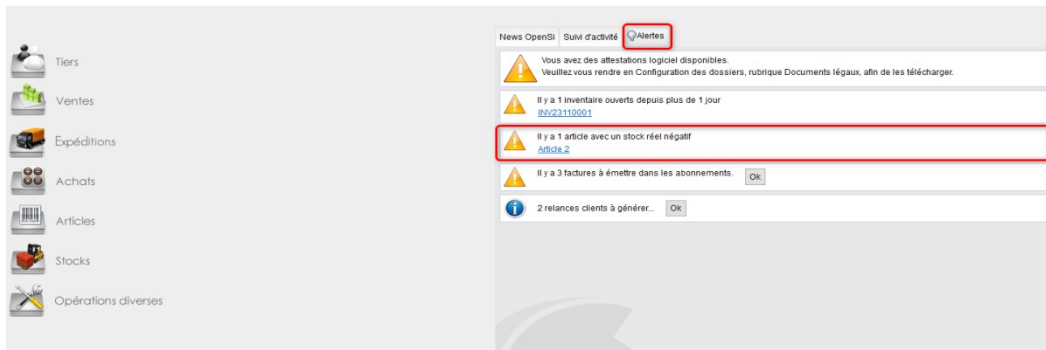 Tiers
Ventes
Expéditions
Achats
Articles
Stocks
Opérations diverses
News OpenSi Suivi d'activité Alertes
Vous avez des attestations logiciel disponibles.
Veuillez vous rendre en Configuration des dossiers, rubrique Documents légaux, afin de les télécharger.
Il y a 1 inventaire ouverts depuis plus de 1 jour
INV23110001
Il y a 1 article avec un stock réel négatif
Article 2
Il y a 3 factures à émettre dans les abonnements. Ok
2 relances clients à générer... Ok